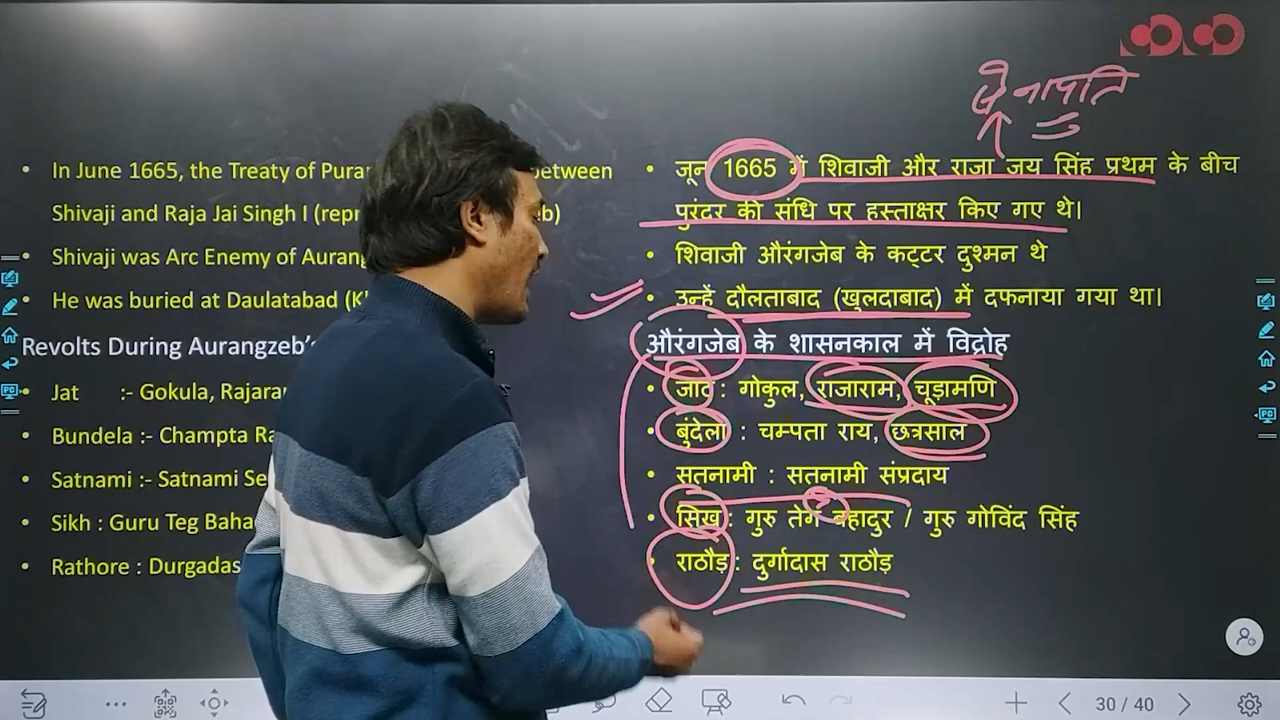 सेनापति
In June 1665, the Treaty of Puran between
Shivaji and Raja Jai Singh I (repr b)
Shivaji was Arc Enemy of Aurang
He was buried at Daulatabad (K
Revolts During Aurangzeb's
Jat :- Gokula, Rajaran
Bundela :- Champta Ra
Satnami :- Satnami Se
Sikh : Guru Teg Baha
Rathore : Durgadas
जून 1665 में शिवाजी और राजा जय सिंह प्रथम के बीच
पुरंदर की संधि पर हस्ताक्षर किए गए थे।
शिवाजी औरंगजेब के कट्टर दुश्मन थे
उन्हें दौलताबाद (खुलदाबाद) में दफनाया गया था।
औरंगजेब के शासनकाल में विद्रोह
जाट : गोकुल, राजाराम, चूड़ामणि
बुंदेला : चम्पता राय, छत्रसाल
सतनामी : सतनामी संप्रदाय
सिख : गुरु तेग बहादुर / गुरु गोविंद सिंह
राठौड़ : दुर्गादास राठौड़
30 / 40